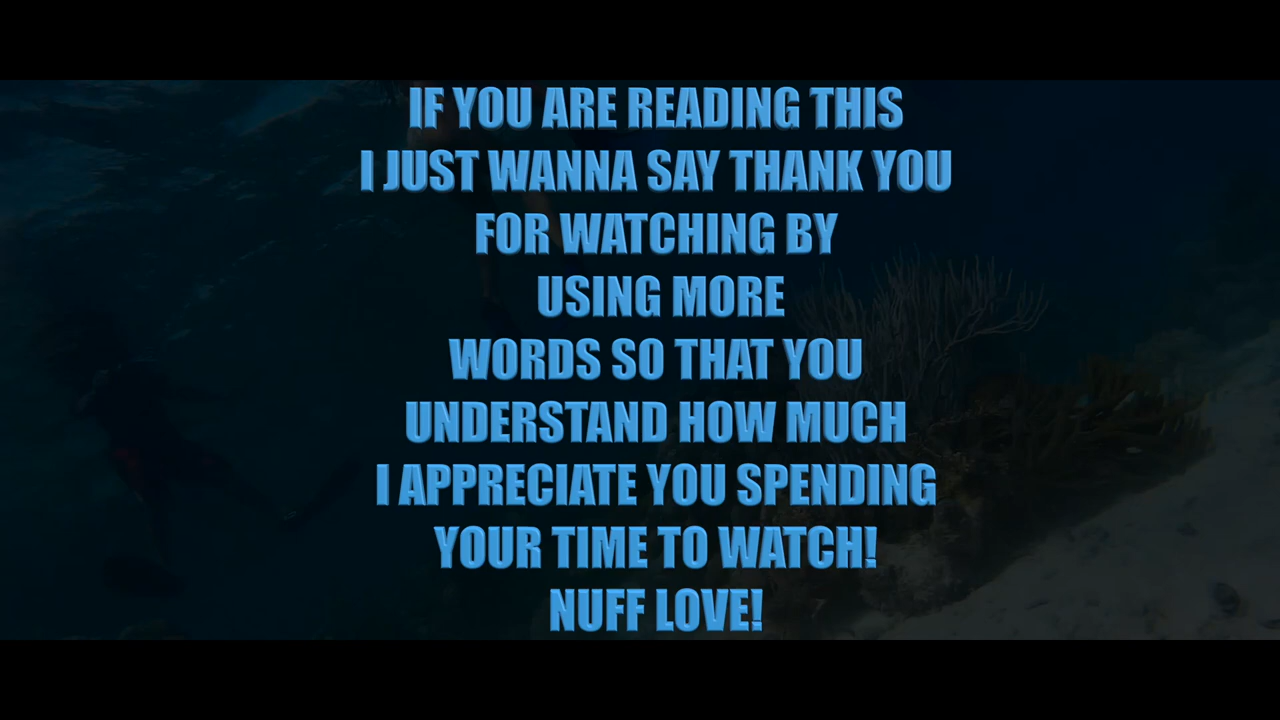 IF YOU ARE READING THIS
I JUST WANNA SAY THANK YOU
FOR WATCHING BY
USING MORE
WORDS SO THAT YOU
UNDERSTAND HOW MUCH
I APPRECIATE YOU SPENDING
YOUR TIME TO WATCH!
NUFF LOVE!